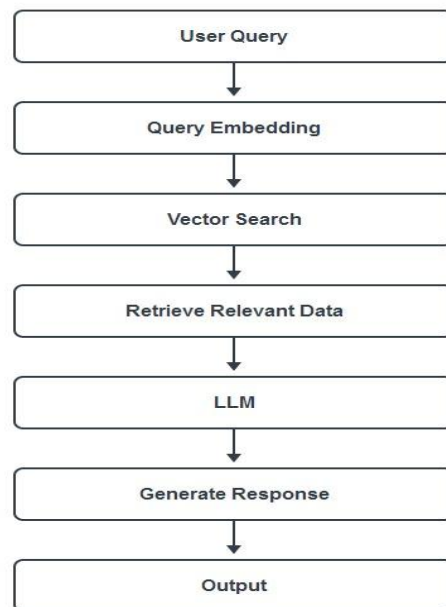 User Query
Query Embedding
Vector Search
Retrieve Relevant Data
LLM
Generate Response
Output